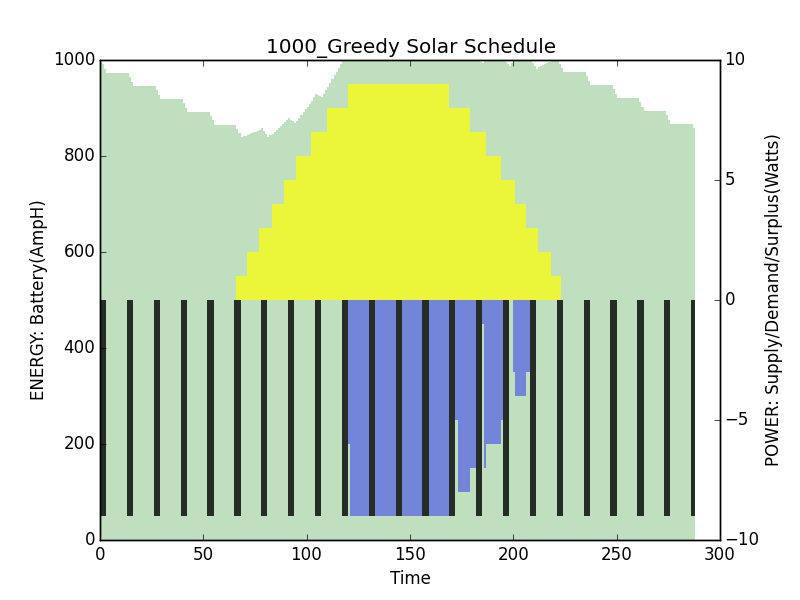 1000_Greedy Solar Schedule
1000
800
600
400
200
0
ENERGY: Battery(AmpH)
10
5
0
−5
−10
POWER: Supply/Demand/Surplus(Watts)
0 50 100 150 200 250 300
Time